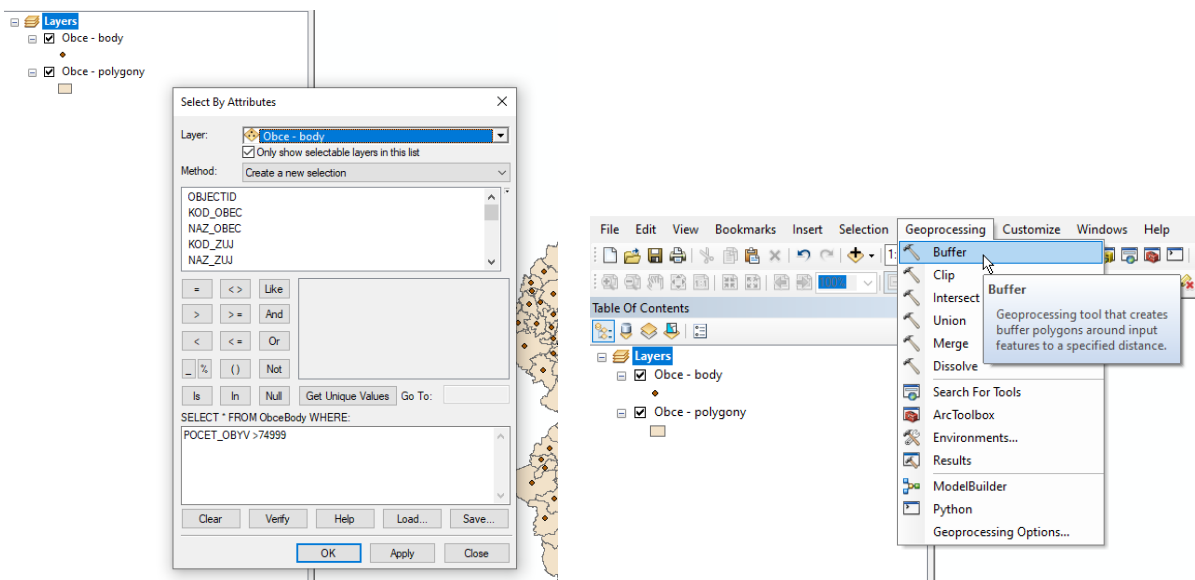 Layers
Obce - body
Obce - polygony
Select By Attributes
Layer:
Obce - body
Only show selectable layers in this list
Method:
Create a new selection
OBJECTID
KOD_OBEC
NAZ_OBEC
KOD_ZUJ
NAZ_ZUJ
= < > Like
> > = And
< < = Or
_ % ( ) Not
Is In Null Get Unique Values Go To:
SELECT * FROM ObceBody WHERE:
POCET_OBYV >74999
Clear Verify Help Load... Save...
OK Apply Close
File Edit View Bookmarks Insert Selection Geoprocessing Customize Windows Help
1:
100%
Table Of Contents
Layers
Obce - body
Obce - polygony
Buffer
Clip
Intersect
Union
Merge
Dissolve
Search For Tools
ArcToolbox
Environments...
Results
ModelBuilder
Python
Geoprocessing Options...
Buffer
Geoprocessing tool that creates
buffer polygons around input
features to a specified distance.